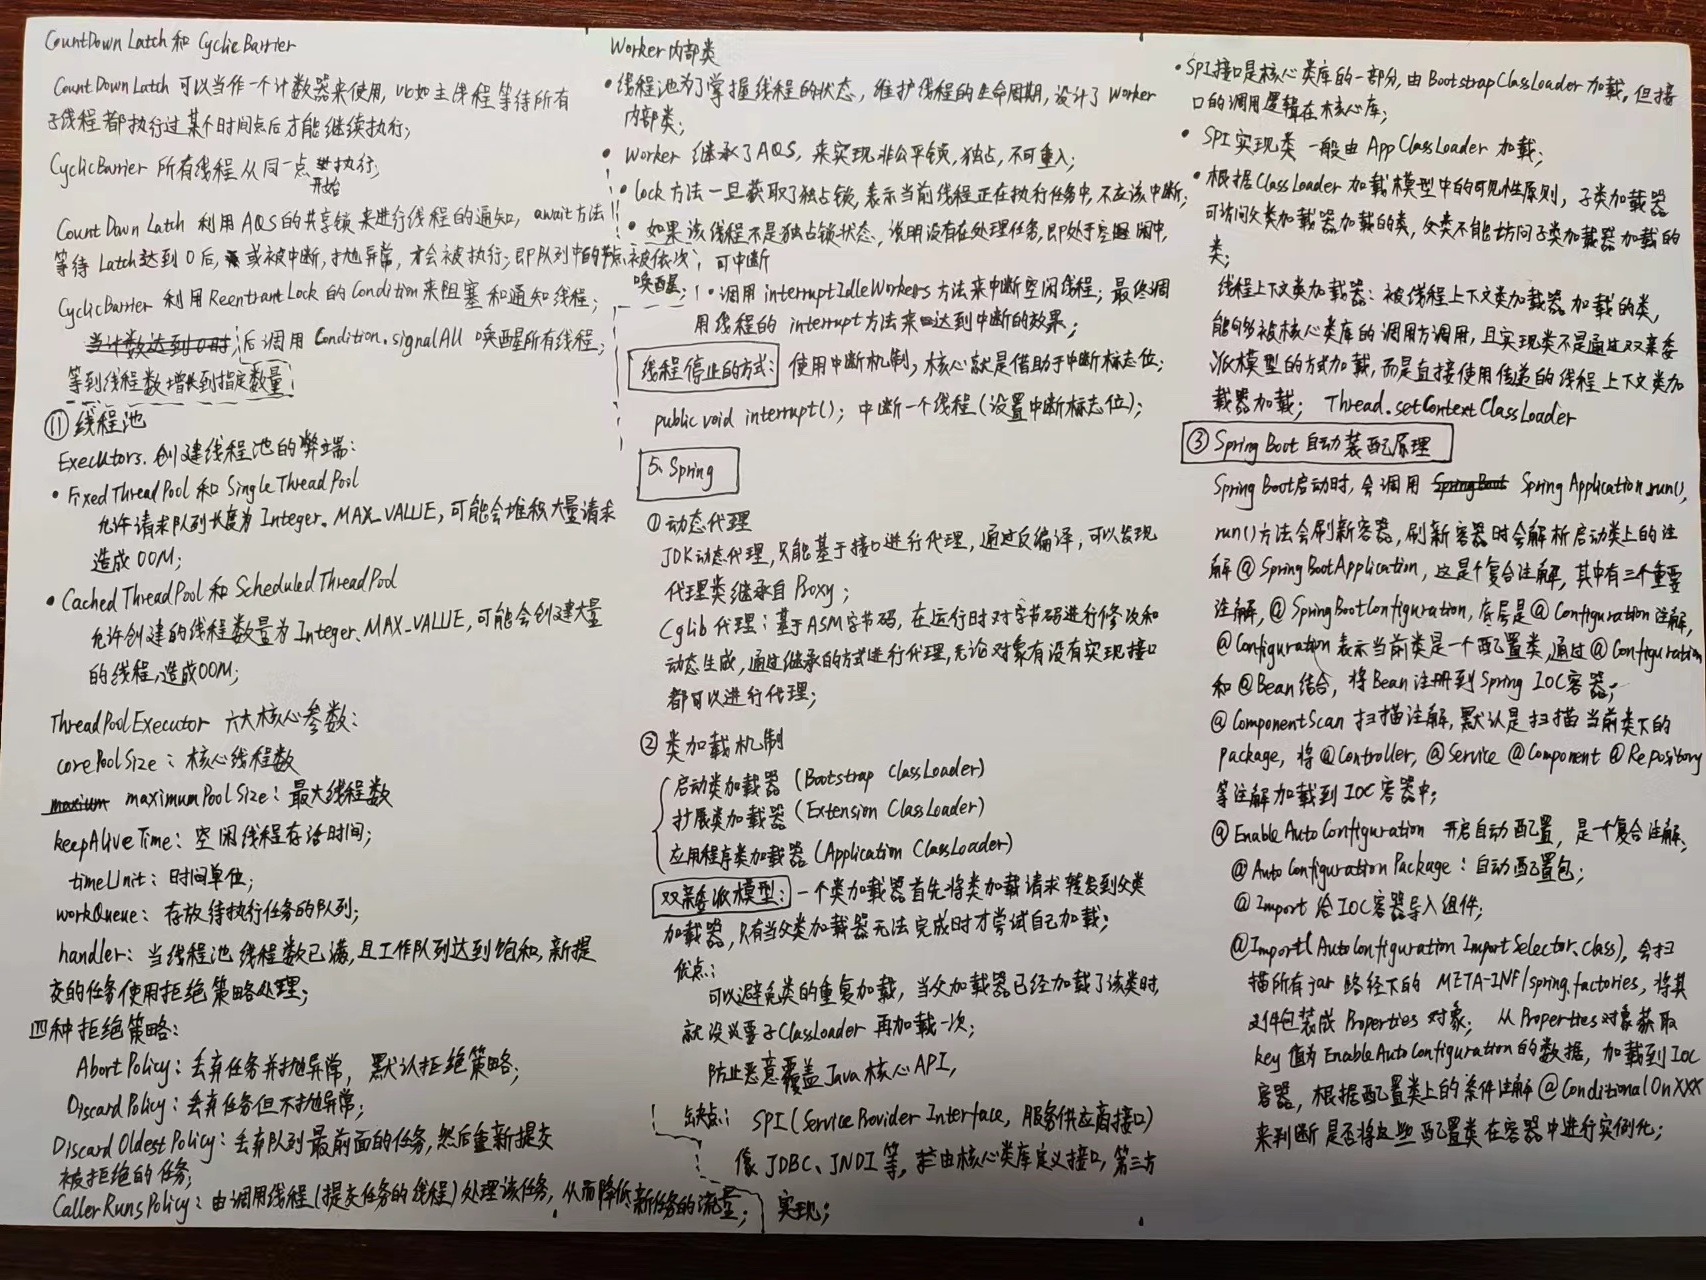 CountDownLatch 和 CyclicBarrier
CountDownLatch 可以当作一个计数器来使用，比如主线程等待所有
子线程都执行过某个时间点后才能继续执行；
CyclicBarrier 所有线程从同一点开始执行；
CountDownLatch 利用AQS的共享锁来进行线程的通知，await方法
等待 Latch达到0后，或被中断，抛异常，才会被执行；即队列中的节点被依次
唤醒；
CyclicBarrier 利用ReentrantLock 的Condition来阻塞和通知线程；
当计数达到0时；后调用 Condition.signalAll 唤醒所有线程；
等到线程数增长到指定数量
⑪ 线程池
Executors. 创建线程池的弊端：
• FixedThreadPool 和 SingleThreadPool
允许请求队列长度为Integer.MAX_VALUE，可能会堆积大量请求
造成OOM；
• CachedThreadPool 和 ScheduledThreadPool
允许创建的线程数量为Integer.MAX_VALUE，可能会创建大量
的线程，造成OOM；
ThreadPoolExecutor 六大核心参数：
corePoolSize：核心线程数
maxium maximumPoolSize：最大线程数
keepAliveTime：空闲线程存活时间；
timeUnit：时间单位；
workQueue：存放待执行任务的队列；
handler：当线程池线程数已满，且工作队列达到饱和，新提
交的任务使用拒绝策略处理；
四种拒绝策略：
AbortPolicy：丢弃任务并抛异常，默认拒绝策略；
DiscardPolicy：丢弃任务但不抛异常；
DiscardOldestPolicy：丢弃队列最前面的任务，然后重新提交
被拒绝的任务；
CallerRunsPolicy：由调用线程(提交任务的线程)处理该任务，从而降低新任务的流量；
Worker内部类
• 线程池为了掌握线程的状态，维护线程的生命周期，设计了Worker
内部类；
• Worker 继承了AQS，来实现非公平锁，独占，不可重入；
• lock方法一旦获取了独占锁，表示当前线程正在执行任务中，不应该中断；
• 如果该线程不是独占锁状态，说明没有在处理任务，即处于空闲，
可中断
• 调用interruptIdleWorkers方法来中断空闲线程；最终调
用线程的 interrupt方法来达到中断的效果；
线程停止的方式：使用中断机制，核心就是借助于中断标志位；
public void interrupt()；中断一个线程(设置中断标志位)；
5、Spring
① 动态代理
JDK动态代理，只能基于接口进行代理，通过反编译，可以发现
代理类继承自Proxy；
Cglib代理：基于ASM字节码，在运行时对字节码进行修改和
动态生成，通过继承的方式进行代理，无论对象有没有实现接口
都可以进行代理；
② 类加载机制
启动类加载器 (Bootstrap ClassLoader)
扩展类加载器 (Extension ClassLoader)
应用程序类加载器 (Application ClassLoader)
双亲委派模型：一个类加载器首先将类加载请求转发到父类
加载器，只有当父类加载器无法完成时才尝试自己加载；
优点：
可以避免类的重复加载，当父加载器已经加载了该类时，
就没必要子ClassLoader再加载一次；
防止恶意覆盖Java核心API，
缺点：SPI(Service Provider Interface，服务供应商接口)
像 JDBC、JNDI等，由核心类库定义接口，第三方
实现；
• SPI接口是核心类库的一部分，由BootstrapClassLoader加载，但接
口的调用逻辑在核心库；
• SPI实现类 一般由AppClassLoader加载；
• 根据ClassLoader加载模型中的可见性原则，子类加载器
可访问父类加载器加载的类，父类不能访问子类加载器加载的
类；
线程上下文类加载器：被线程上下文类加载器加载的类，
能够被核心类库的调用方调用，且实现类不是通过双亲委
派模型的方式加载，而是直接使用传递的线程上下文类加
载器加载；Thread.setContextClassLoader
③ Spring Boot 自动装配原理
Spring Boot启动时，会调用 SpringBoot SpringApplication.run()，
run()方法会刷新容器，刷新容器时会解析启动类上的注
解@SpringBootApplication，这是个复合注解，其中有三个重要
注解，@SpringBootConfiguration，底层是@Configuration注解，
@Configuration表示当前类是一个配置类，通过@Configuration
和@Bean结合，将Bean注册到Spring IOC容器；
@ComponentScan 扫描注解，默认是扫描当前类下的
package，将@Controller，@Service @Component @Repository
等注解加载到IOC容器中；
@EnableAutoConfiguration 开启自动配置，是一个复合注解、
@AutoConfigurationPackage：自动配置包；
@Import 给IOC容器导入组件；
@Import(AutoConfigurationImportSelector.class)，会扫
描所有jar路径下的 META-INF/spring.factories，将其
文件包装成Properties对象；从Properties对象获取
key值为EnableAutoConfiguration的数据，加载到IOC
容器，根据配置类上的条件注解@ConditionalOnXXX
来判断是否将这些配置类在容器中进行实例化；